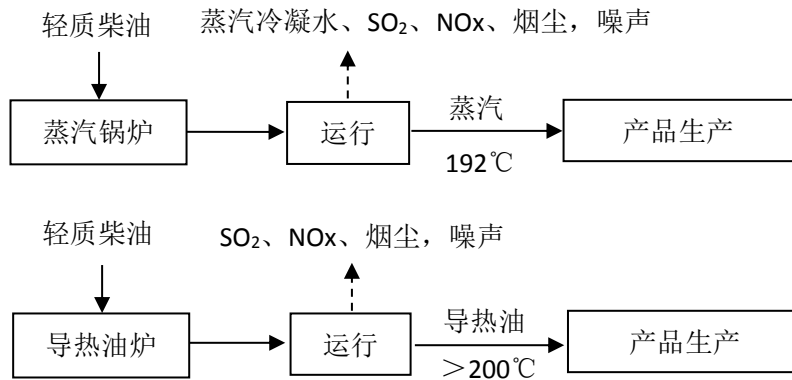 轻质柴油
蒸汽冷凝水、SO₂、NOx、烟尘，噪声
蒸汽锅炉
运行
蒸汽
192℃
产品生产
轻质柴油
SO₂、NOx、烟尘，噪声
导热油炉
运行
导热油
＞200℃
产品生产